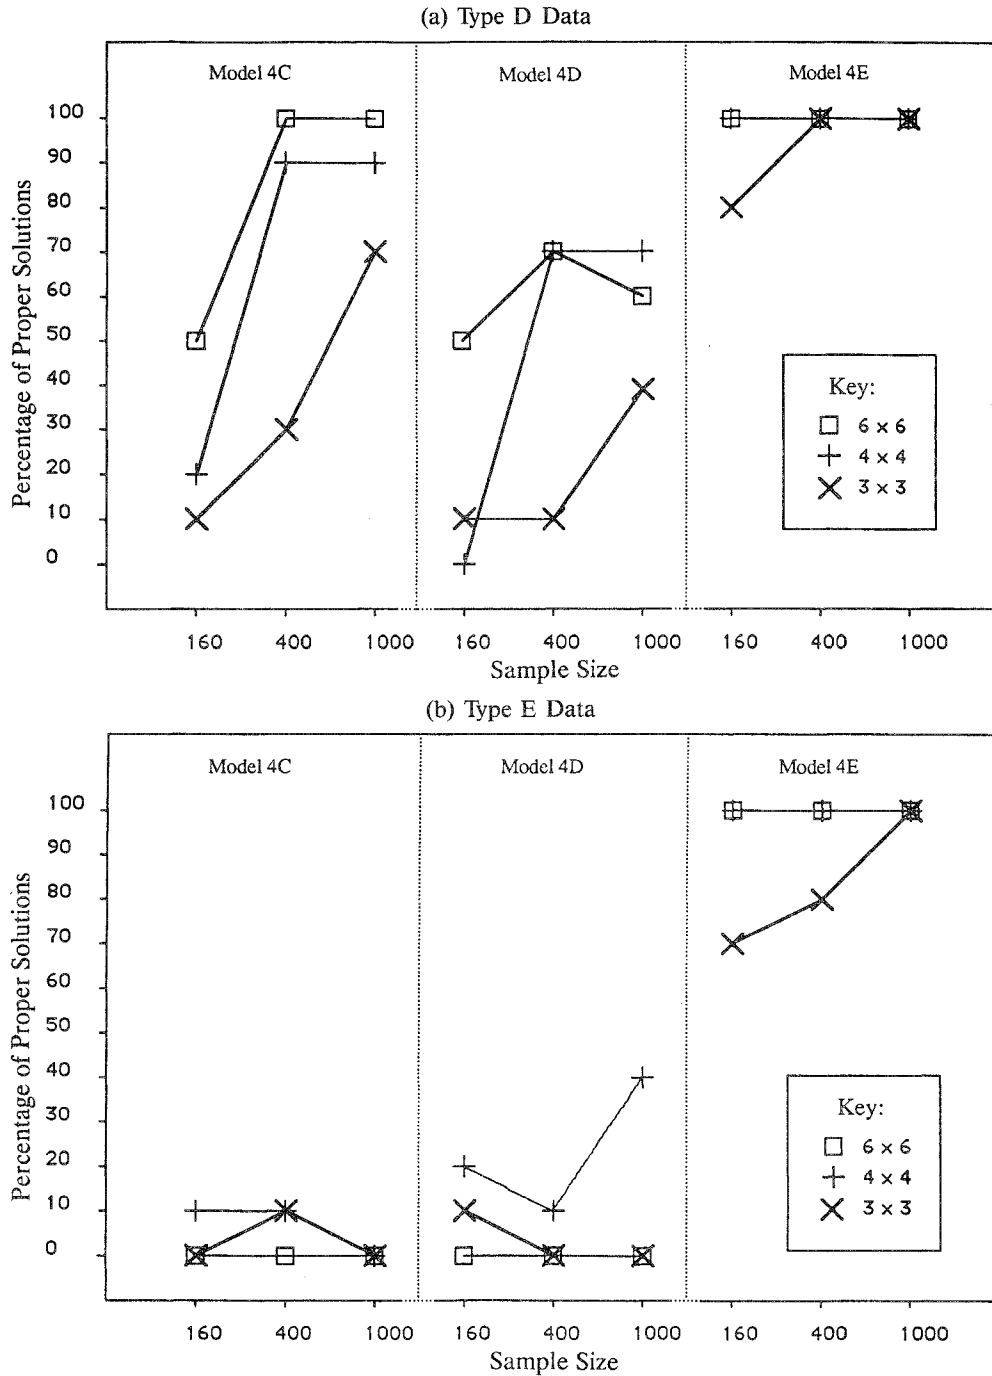 (a) Type D Data
Model 4C
Model 4D
Model 4E
Percentage of Proper Solutions
100
90
80
70
60
50
40
30
20
10
0
Key:
6 × 6
4 × 4
3 × 3
160 400 1000 160 400 1000 160 400 1000
Sample Size
(b) Type E Data
Model 4C
Model 4D
Model 4E
Percentage of Proper Solutions
100
90
80
70
60
50
40
30
20
10
0
Key:
6 × 6
4 × 4
3 × 3
160 400 1000 160 400 1000 160 400 1000
Sample Size